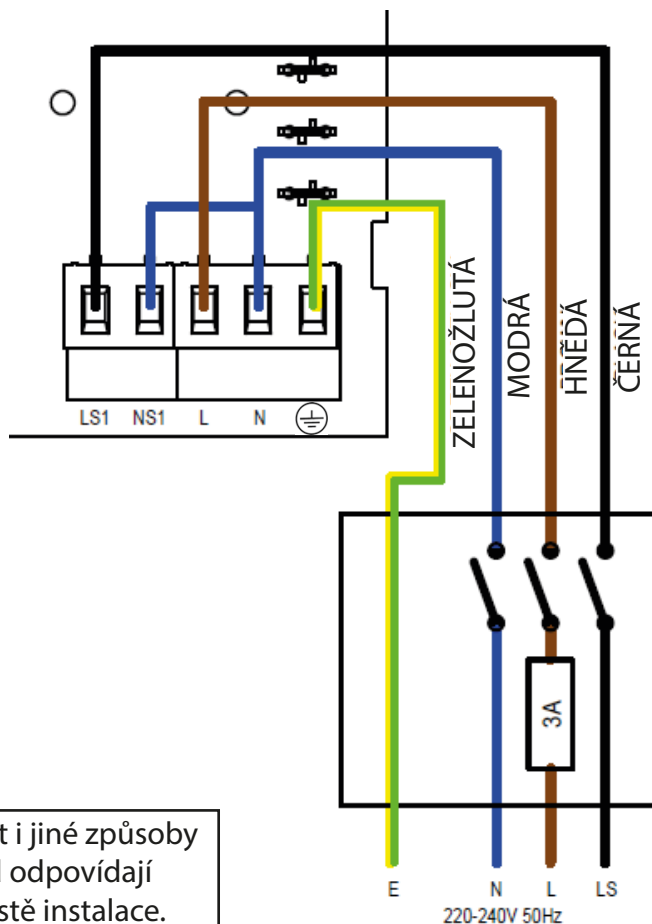 ZELENOŽLUTÁ
MODRÁ
HNĚDÁ
ČERNÁ
LS1 NS1 L N
3A
t i jiné způsoby
odpovídají
stě instalace.
E N L LS
220-240V 50Hz